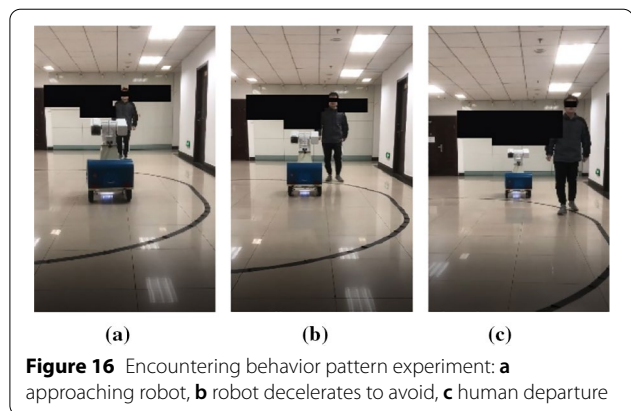 (a) (b) (c)
Figure 16 Encountering behavior pattern experiment: a
approaching robot, b robot decelerates to avoid, c human departure